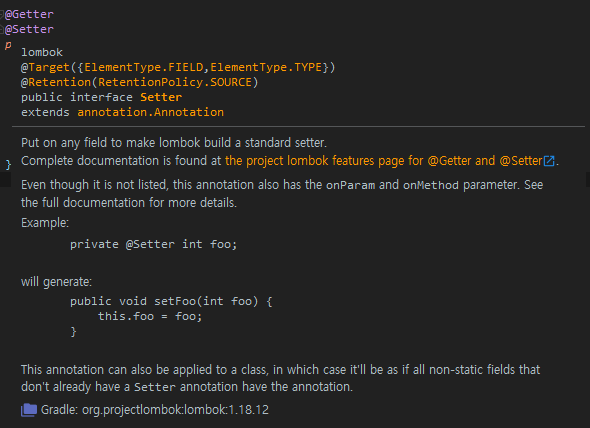 @Getter
@Setter
p
lombok
@Target({ElementType.FIELD,ElementType.TYPE})
@Retention(RetentionPolicy.SOURCE)
public interface Setter
extends annotation.Annotation
Put on any field to make lombok build a standard setter.
Complete documentation is found at the project lombok features page for @Getter and @Setter.
}
Even though it is not listed, this annotation also has the onParam and onMethod parameter. See
the full documentation for more details.
Example:
private @Setter int foo;
will generate:
public void setFoo(int foo) {
this.foo = foo;
}
This annotation can also be applied to a class, in which case it'll be as if all non-static fields that
don't already have a Setter annotation have the annotation.
Gradle: org.projectlombok:lombok:1.18.12